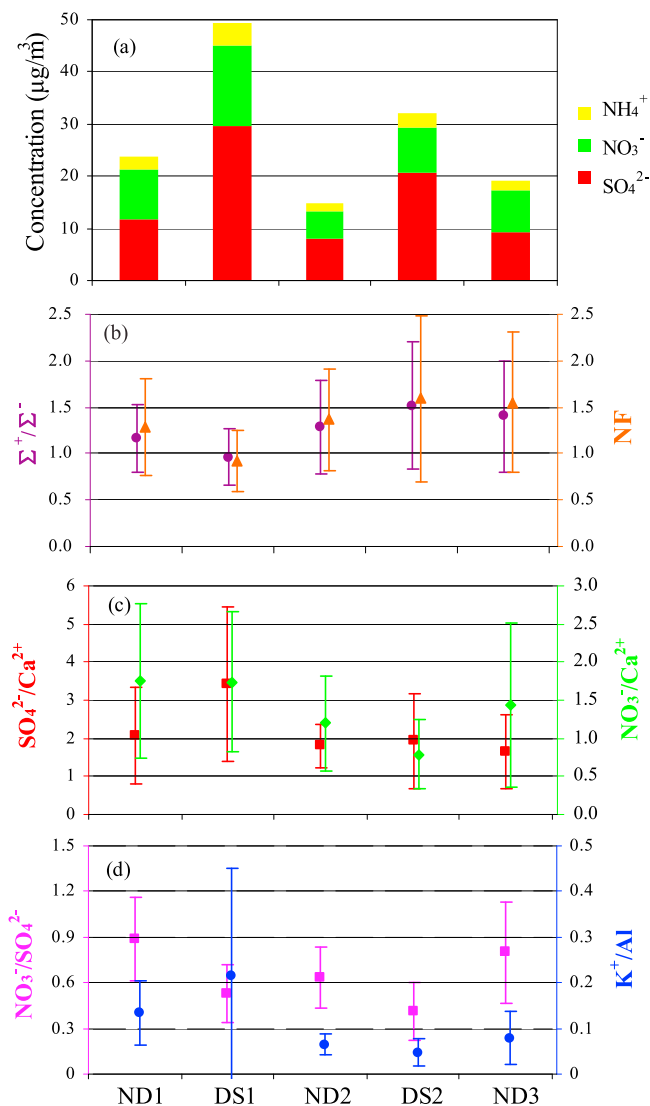 (a)
Concentration (µg/m³)
50
40
30
20
10
0
NH₄⁺
NO₃⁻
SO₄²⁻
(b)
Σ⁺/Σ⁻
2.5
2.0
1.5
1.0
0.5
0.0
2.5
2.0
1.5
1.0
0.5
0.0
NF
(c)
SO₄²⁻/Ca²⁺
6
5
4
3
2
1
0
3.0
2.5
2.0
1.5
1.0
0.5
0.0
NO₃⁻/Ca²⁺
(d)
NO₃⁻/SO₄²⁻
1.5
1.2
0.9
0.6
0.3
0
0.5
0.4
0.3
0.2
0.1
0
K⁺/Al
ND1 DS1 ND2 DS2 ND3